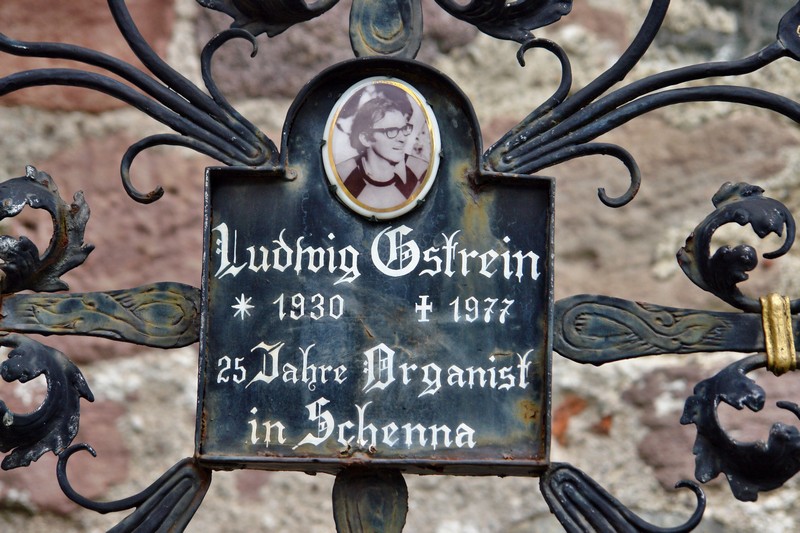 Ludwig Gstrein
* 1930 ✝ 1977
25 Jahre Organist
in Schenna